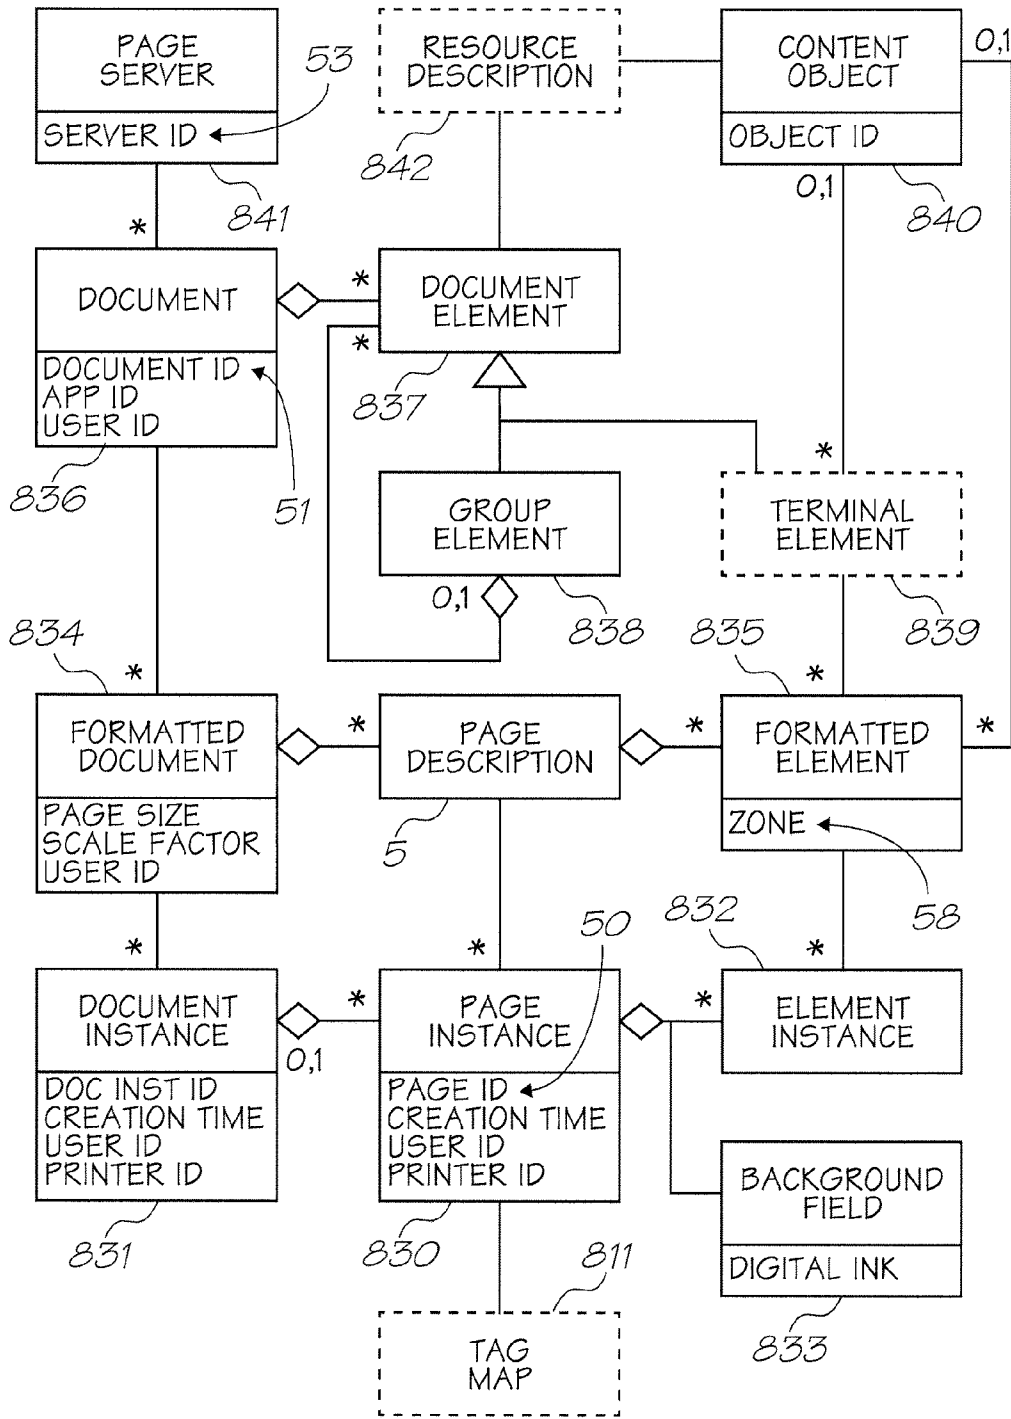 PAGE
SERVER
53
SERVER ID
841
*
RESOURCE
DESCRIPTION
842
CONTENT
OBJECT
0,1
OBJECT ID
0,1
840
DOCUMENT
DOCUMENT ID
APP ID
USER ID
836
51
*
DOCUMENT
ELEMENT
*
837
GROUP
ELEMENT
0,1
838
*
TERMINAL
ELEMENT
839
834
*
FORMATTED
DOCUMENT
PAGE SIZE
SCALE FACTOR
USER ID
*
PAGE
DESCRIPTION
5
835
*
*
FORMATTED
ELEMENT
*
ZONE
58
*
DOCUMENT
INSTANCE
0,1
DOC INST ID
CREATION TIME
USER ID
PRINTER ID
831
*
50
*
PAGE
INSTANCE
PAGE ID
CREATION TIME
USER ID
PRINTER ID
830
832
*
*
ELEMENT
INSTANCE
BACKGROUND
FIELD
DIGITAL INK
833
811
TAG
MAP